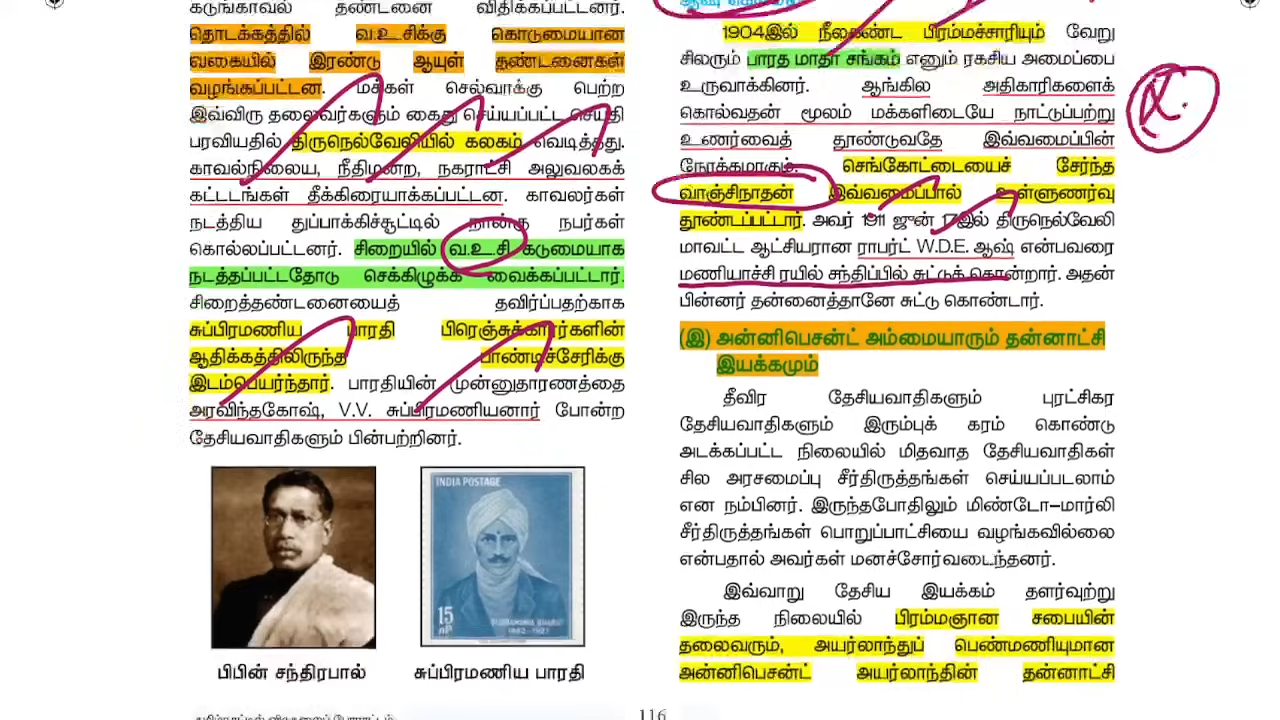 கடுங்காவல் தண்டனை விதிக்கப்பட்டனர்.
தொடக்கத்தில் வ.உ.சிக்கு கொடுமையான
வகையில் இரண்டு ஆயுள் தண்டனைகள்
வழங்கப்பட்டன. மக்கள் செல்வாக்கு பெற்ற
இவ்விரு தலைவர்களும் கைது செய்யப்பட்ட செய்தி
பரவியதில் திருநெல்வேலியில் கலகம் வெடித்தது.
காவல்நிலைய, நீதிமன்ற, நகராட்சி அலுவலகக்
கட்டடங்கள் தீக்கிரையாக்கப்பட்டன. காவலர்கள்
நடத்திய துப்பாக்கிச்சூட்டில் நான்கு நபர்கள்
கொல்லப்பட்டனர். சிறையில் வ.உ.சி கடுமையாக
நடத்தப்பட்டதோடு செக்கிழுக்க வைக்கப்பட்டார்.
சிறைத்தண்டனையைத் தவிர்ப்பதற்காக
சுப்பிரமணிய பாரதி பிரெஞ்சுக்காரர்களின்
ஆதிக்கத்திலிருந்த பாண்டிச்சேரிக்கு
இடம்பெயர்ந்தார். பாரதியின் முன்னுதாரணத்தை
அரவிந்தகோஷ், V.V. சுப்பிரமணியனார் போன்ற
தேசியவாதிகளும் பின்பற்றினர்.
INDIA POSTAGE
15
nP
SUBRAMANIA BHARATI
1882-1921
பிபின் சந்திரபால்
சுப்பிரமணிய பாரதி
1904இல் நீலகண்ட பிரம்மச்சாரியும் வேறு
சிலரும் பாரத மாதா சங்கம் எனும் ரகசிய அமைப்பை
உருவாக்கினர். ஆங்கில அதிகாரிகளைக்
கொல்வதன் மூலம் மக்களிடையே நாட்டுப்பற்று
உணர்வைத் தூண்டுவதே இவ்வமைப்பின்
நோக்கமாகும். செங்கோட்டையைச் சேர்ந்த
வாஞ்சிநாதன் இவ்வமைப்பால் உள்ளுணர்வு
தூண்டப்பட்டார். அவர் 1911 ஜூன் 17இல் திருநெல்வேலி
மாவட்ட ஆட்சியரான ராபர்ட் W.D.E. ஆஷ் என்பவரை
மணியாச்சி ரயில் சந்திப்பில் சுட்டுக் கொன்றார். அதன்
பின்னர் தன்னைத்தானே சுட்டு கொண்டார்.
(இ) அன்னிபெசன்ட் அம்மையாரும் தன்னாட்சி
இயக்கமும்
தீவிர தேசியவாதிகளும் புரட்சிகர
தேசியவாதிகளும் இரும்புக் கரம் கொண்டு
அடக்கப்பட்ட நிலையில் மிதவாத தேசியவாதிகள்
சில அரசமைப்பு சீர்திருத்தங்கள் செய்யப்படலாம்
என நம்பினர். இருந்தபோதிலும் மிண்டோ–மார்லி
சீர்திருத்தங்கள் பொறுப்பாட்சியை வழங்கவில்லை
என்பதால் அவர்கள் மனச்சோர்வடைந்தனர்.
இவ்வாறு தேசிய இயக்கம் தளர்வுற்று
இருந்த நிலையில் பிரம்மஞான சபையின்
தலைவரும், அயர்லாந்துப் பெண்மணியுமான
அன்னிபெசன்ட் அயர்லாந்தின் தன்னாட்சி
116